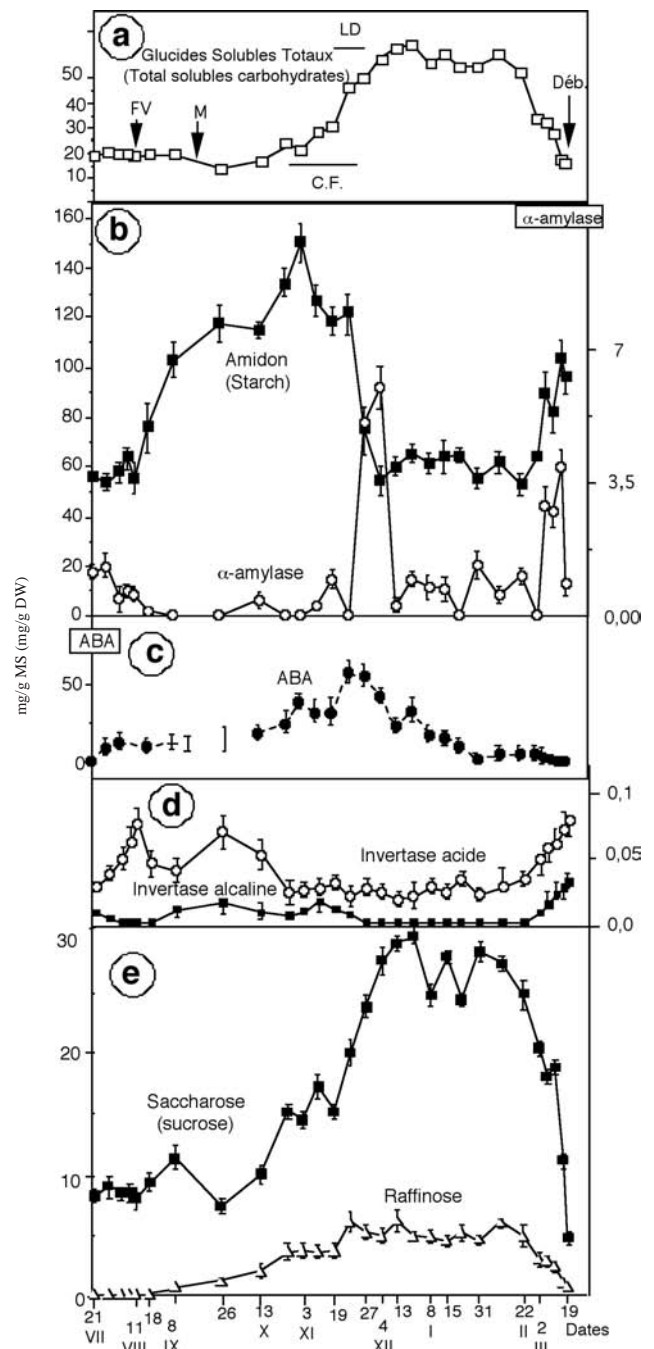 a
LD
Glucides Solubles Totaux
(Total solubles carbohydrates)
FV
M
Déb.
C.F.
50
40
30
20
10
b
α-amylase
160
140
120
100
80
60
40
20
0
Amidon
(Starch)
α-amylase
7
3,5
0,00
mg/g MS (mg/g DW)
ABA
c
ABA
50
0
d
0,1
0,05
0,0
Invertase acide
Invertase alcaline
e
30
20
10
0
Saccharose
(sucrose)
Raffinose
21 11 18 8 26 13 3 19 27 4 13 8 15 31 22 2 19 Dates
VII VIII IX X XI XII I II III